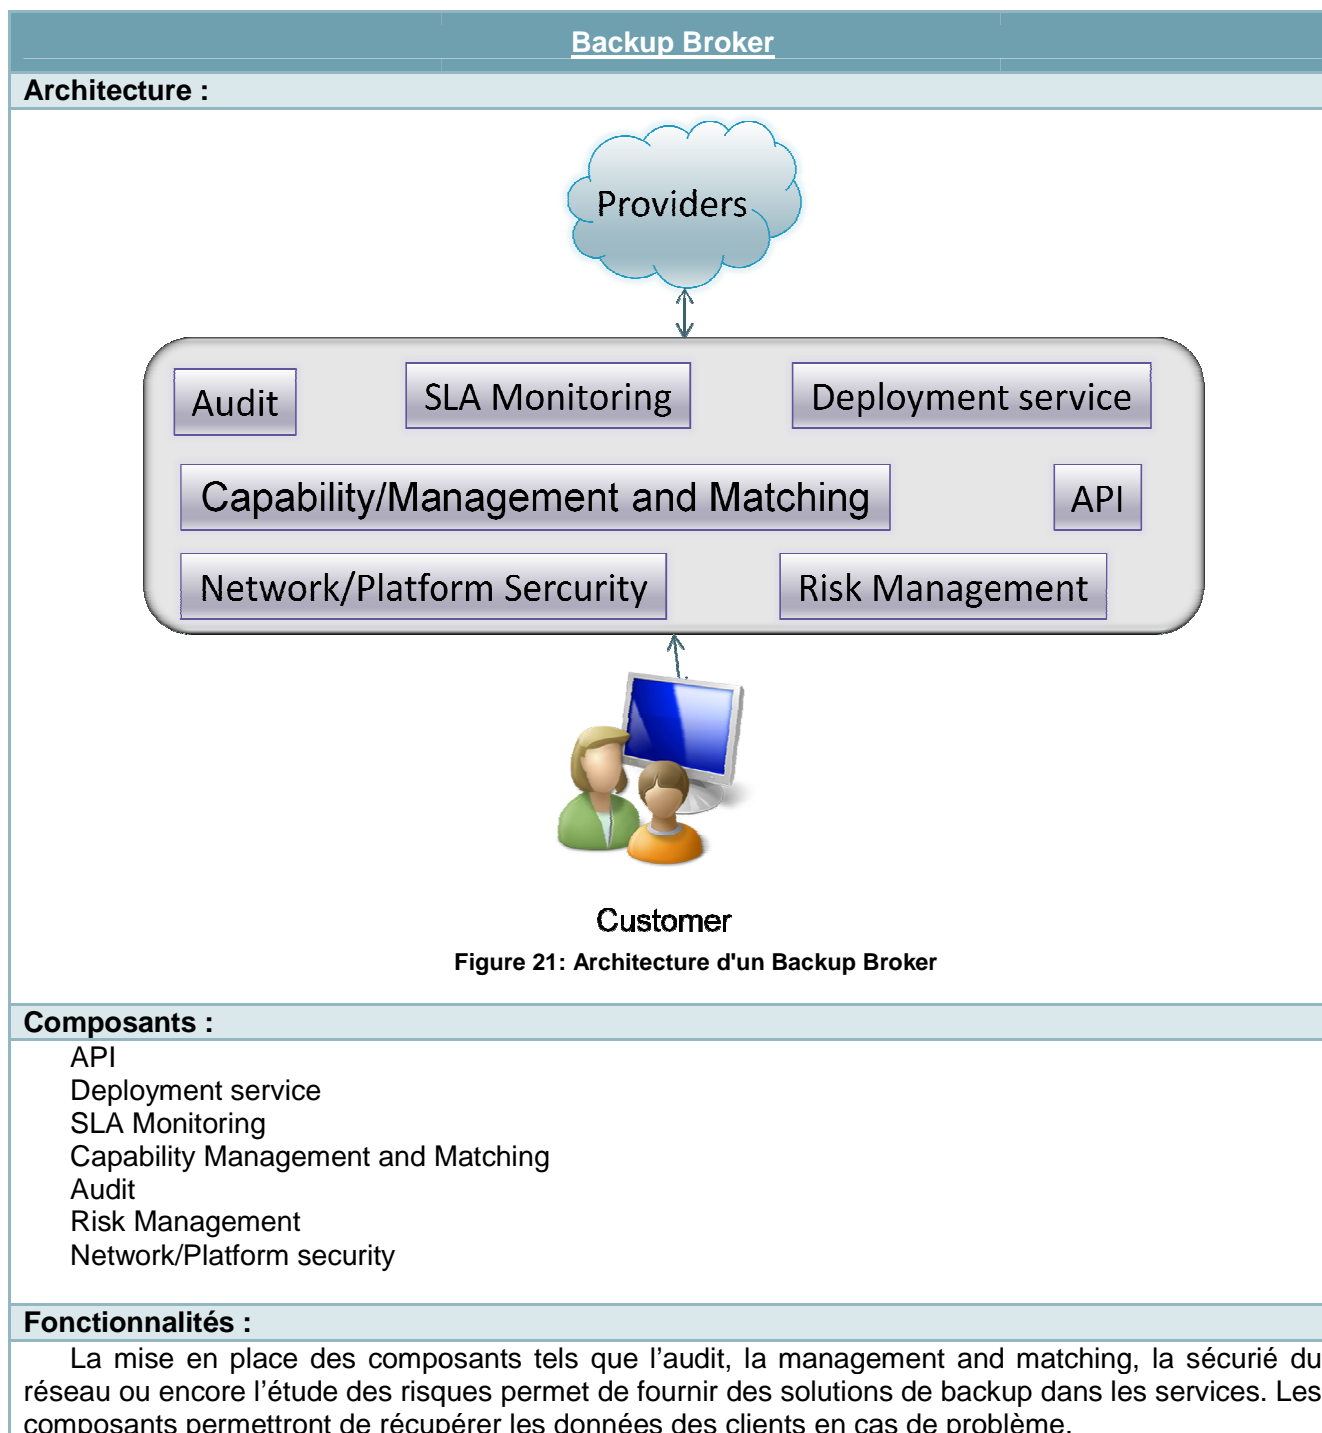 Backup Broker
Architecture :
Providers
Audit
SLA Monitoring
Deployment service
Capability/Management and Matching
API
Network/Platform Sercurity
Risk Management
Customer
Figure 21: Architecture d'un Backup Broker
Composants :
API
Deployment service
SLA Monitoring
Capability Management and Matching
Audit
Risk Management
Network/Platform security
Fonctionnalités :
La mise en place des composants tels que l’audit, la management and matching, la sécurié du
réseau ou encore l’étude des risques permet de fournir des solutions de backup dans les services. Les
composants permettront de récupérer les données des clients en cas de problème.